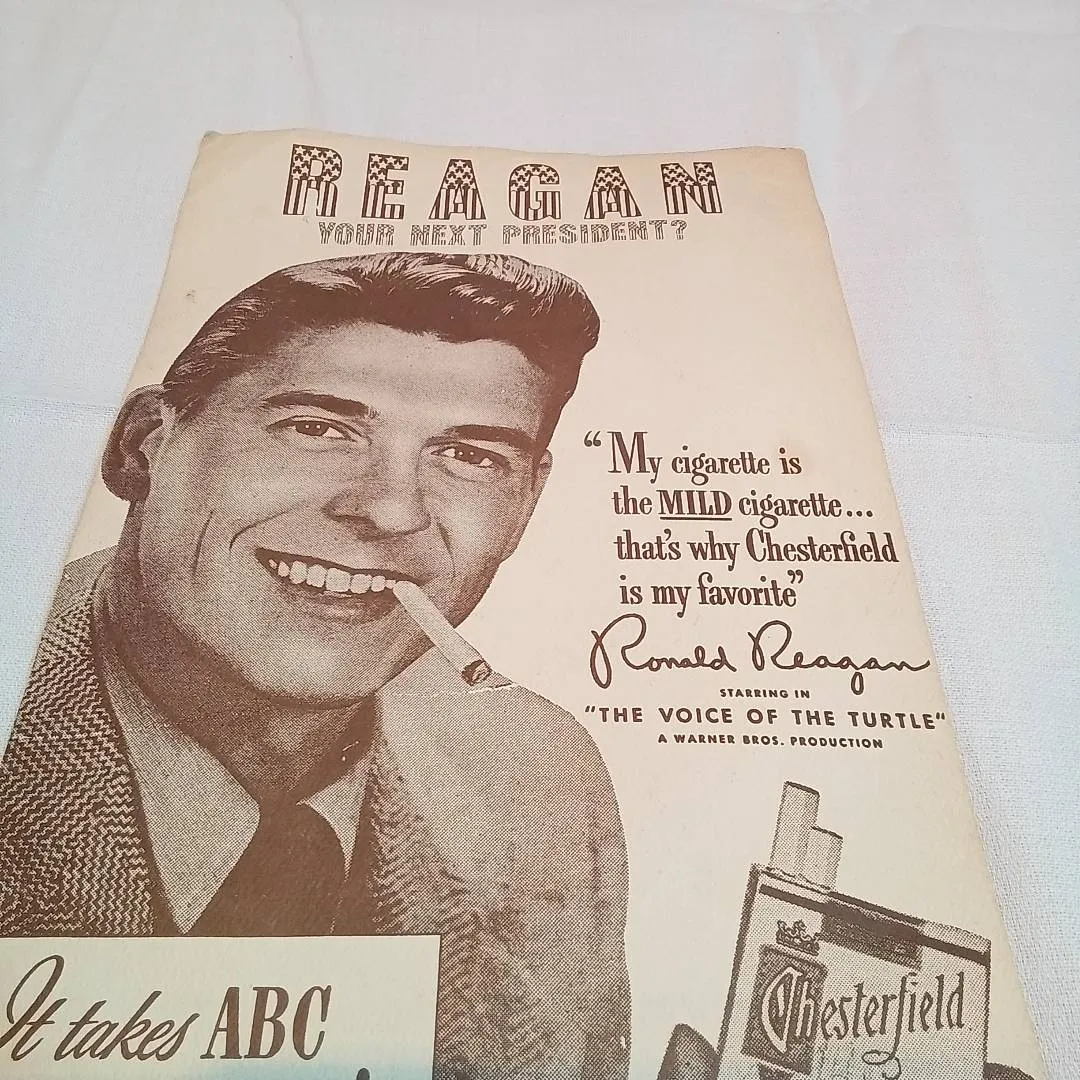 REAGAN
YOUR NEXT PRESIDENT?
“My cigarette is
the MILD cigarette...
that's why Chesterfield
is my favorite”
Ronald Reagan
STARRING IN
"THE VOICE OF THE TURTLE"
A WARNER BROS. PRODUCTION
Chesterfield
It takes ABC